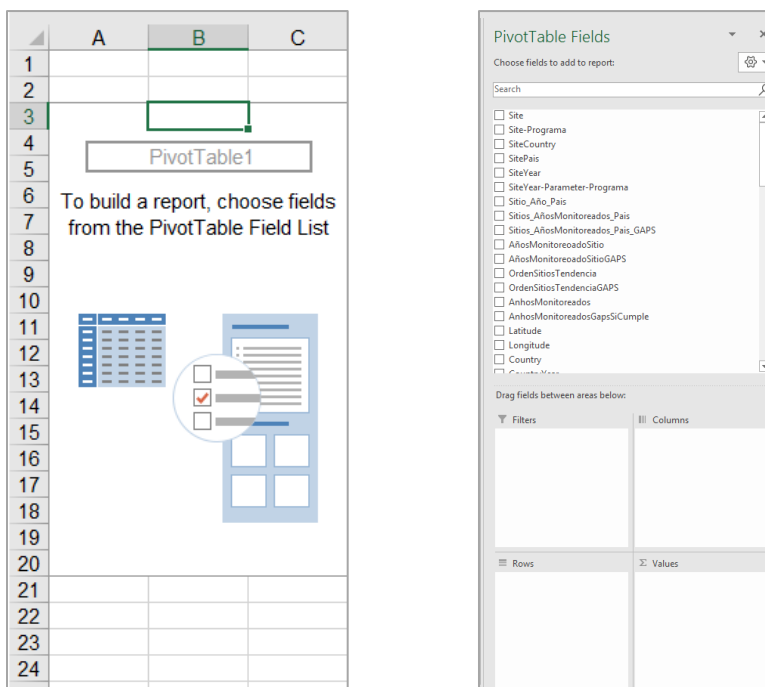 A B C
1
2
3
4
PivotTable1
5
6
To build a report, choose fields
7
from the PivotTable Field List
8
9
10
11
12
13
14
15
16
17
18
19
20
21
22
23
24
PivotTable Fields
Choose fields to add to report:
Search
Site
Site-Programa
SiteCountry
SitePais
SiteYear
SiteYear-Parameter-Programa
Sitio_Año_Pais
Sitios_AñosMonitoreados_Pais
Sitios_AñosMonitoreados_Pais_GAPS
AñosMonitoreoadoSitio
AñosMonitoreoadoSitioGAPS
OrdenSitiosTendencia
OrdenSitiosTendenciaGAPS
AnhosMonitoreados
AnhosMonitoreadosGapsSiCumple
Latitude
Longitude
Country
Drag fields between areas below:
Filters
Columns
Rows
Σ Values